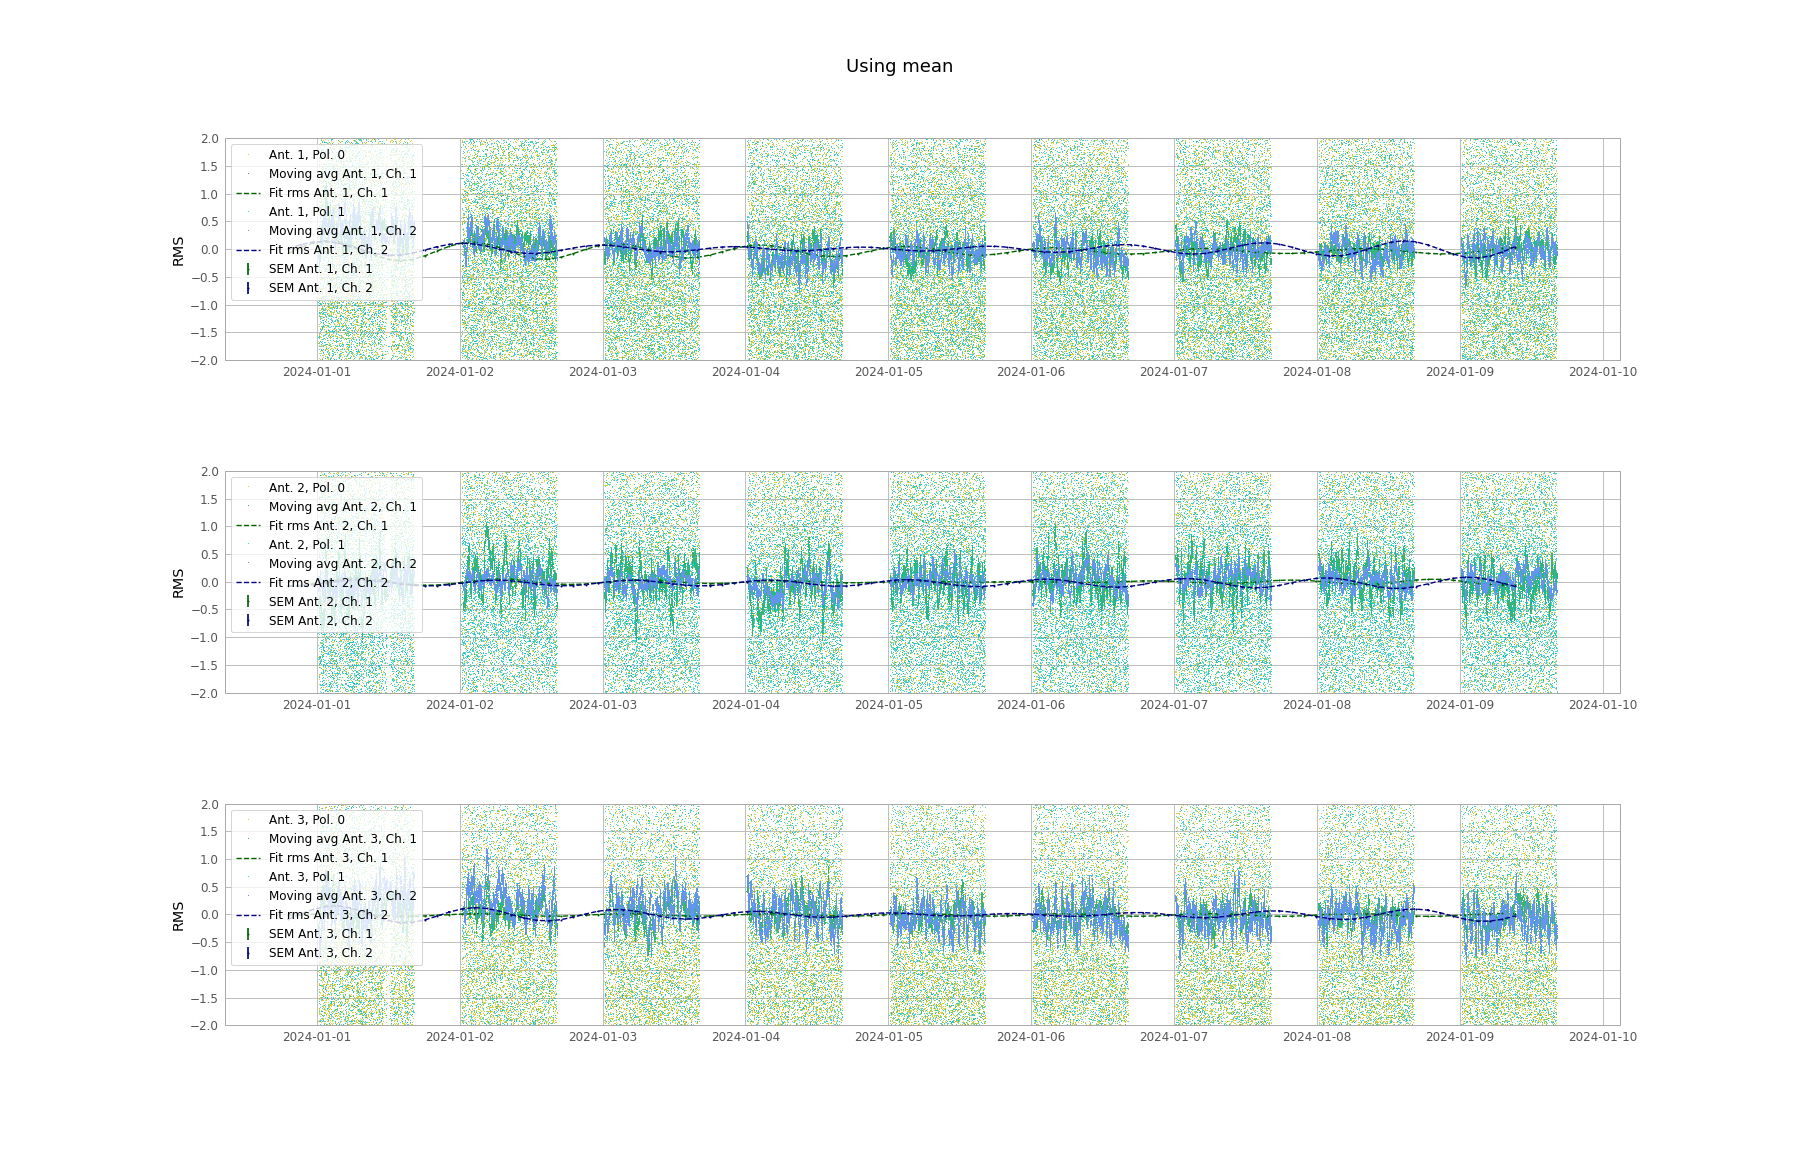 Using mean
RMS
2.0
1.5
1.0
0.5
0.0
−0.5
−1.0
−1.5
−2.0
Ant. 1, Pol. 0
Moving avg Ant. 1, Ch. 1
Fit rms Ant. 1, Ch. 1
Ant. 1, Pol. 1
Moving avg Ant. 1, Ch. 2
Fit rms Ant. 1, Ch. 2
SEM Ant. 1, Ch. 1
SEM Ant. 1, Ch. 2
2024-01-01 2024-01-02 2024-01-03 2024-01-04 2024-01-05 2024-01-06 2024-01-07 2024-01-08 2024-01-09 2024-01-10
RMS
2.0
1.5
1.0
0.5
0.0
−0.5
−1.0
−1.5
−2.0
Ant. 2, Pol. 0
Moving avg Ant. 2, Ch. 1
Fit rms Ant. 2, Ch. 1
Ant. 2, Pol. 1
Moving avg Ant. 2, Ch. 2
Fit rms Ant. 2, Ch. 2
SEM Ant. 2, Ch. 1
SEM Ant. 2, Ch. 2
2024-01-01 2024-01-02 2024-01-03 2024-01-04 2024-01-05 2024-01-06 2024-01-07 2024-01-08 2024-01-09 2024-01-10
RMS
2.0
1.5
1.0
0.5
0.0
−0.5
−1.0
−1.5
−2.0
Ant. 3, Pol. 0
Moving avg Ant. 3, Ch. 1
Fit rms Ant. 3, Ch. 1
Ant. 3, Pol. 1
Moving avg Ant. 3, Ch. 2
Fit rms Ant. 3, Ch. 2
SEM Ant. 3, Ch. 1
SEM Ant. 3, Ch. 2
2024-01-01 2024-01-02 2024-01-03 2024-01-04 2024-01-05 2024-01-06 2024-01-07 2024-01-08 2024-01-09 2024-01-10